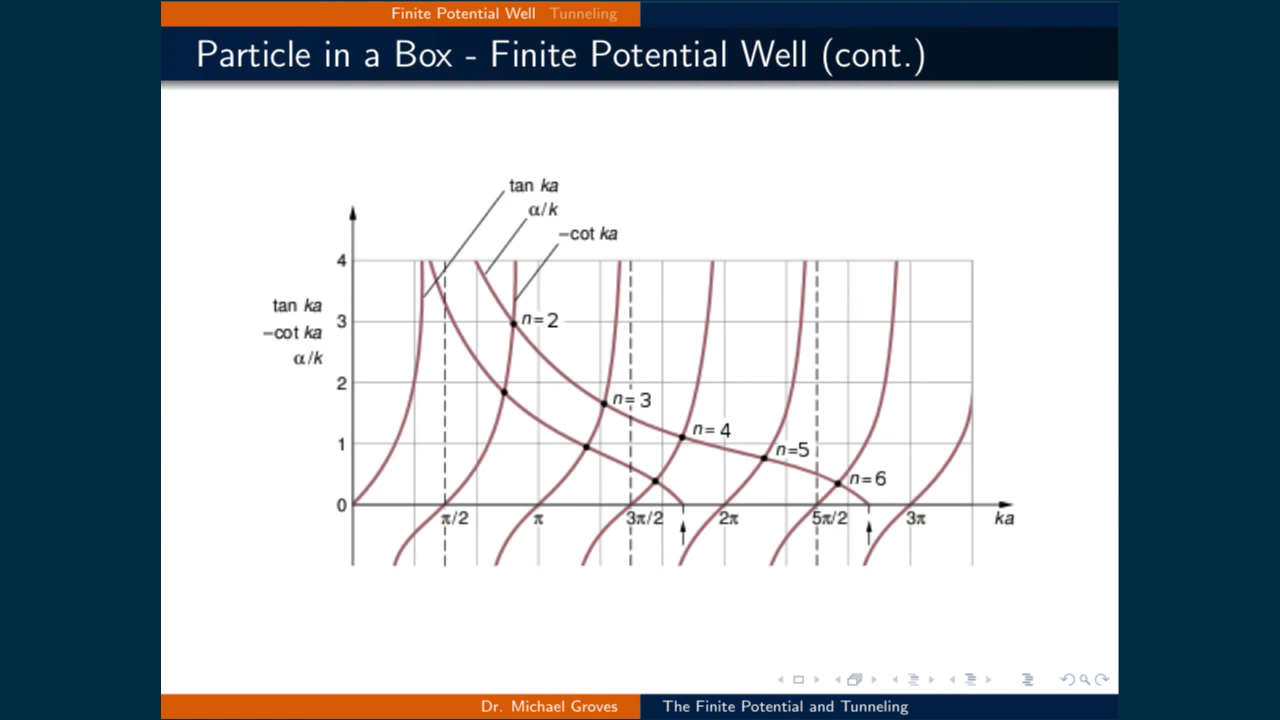 Finite Potential Well Tunneling
Particle in a Box - Finite Potential Well (cont.)
tan ka
α/k
−cot ka
4
3
2
1
0
tan ka
−cot ka
α/k
n=2
n=3
n=4
n=5
n=6
π/2
π
3π/2
2π
5π/2
3π
ka
Dr. Michael Groves
The Finite Potential and Tunneling